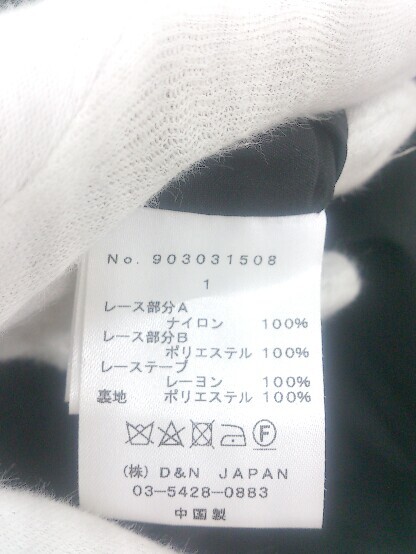 No. 903031508
1
レース部分A
ナイロン 100%
レース部分B
ポリエステル 100%
レーステープ
レーヨン 100%
裏地 ポリエステル 100%
F
(株) D&N JAPAN
03-5428-0883
中国製